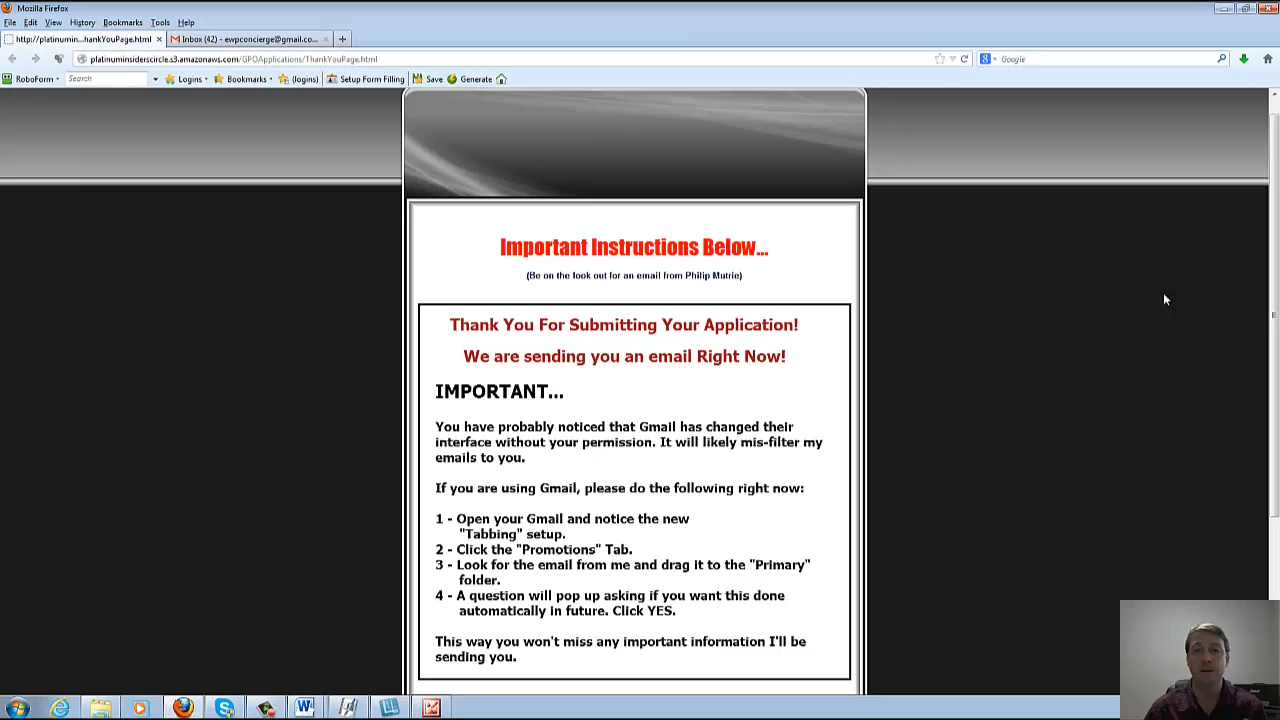 Mozilla Firefox
File Edit View History Bookmarks Tools Help
http://platinumin...hankYouPage.html
Inbox (42) - ewpconcierge@gmail.co...
platinuminsiderscircle.s3.amazonaws.com/GPOApplications/ThankYouPage.html
Google
RoboForm Search Logins Bookmarks (logins) Setup Form Filling Save Generate
Important Instructions Below...
(Be on the look out for an email from Philip Mutrie)
Thank You For Submitting Your Application!
We are sending you an email Right Now!
IMPORTANT...
You have probably noticed that Gmail has changed their
interface without your permission. It will likely mis-filter my
emails to you.
If you are using Gmail, please do the following right now:
1 - Open your Gmail and notice the new
"Tabbing" setup.
2 - Click the "Promotions" Tab.
3 - Look for the email from me and drag it to the "Primary"
folder.
4 - A question will pop up asking if you want this done
automatically in future. Click YES.
This way you won't miss any important information I'll be
sending you.